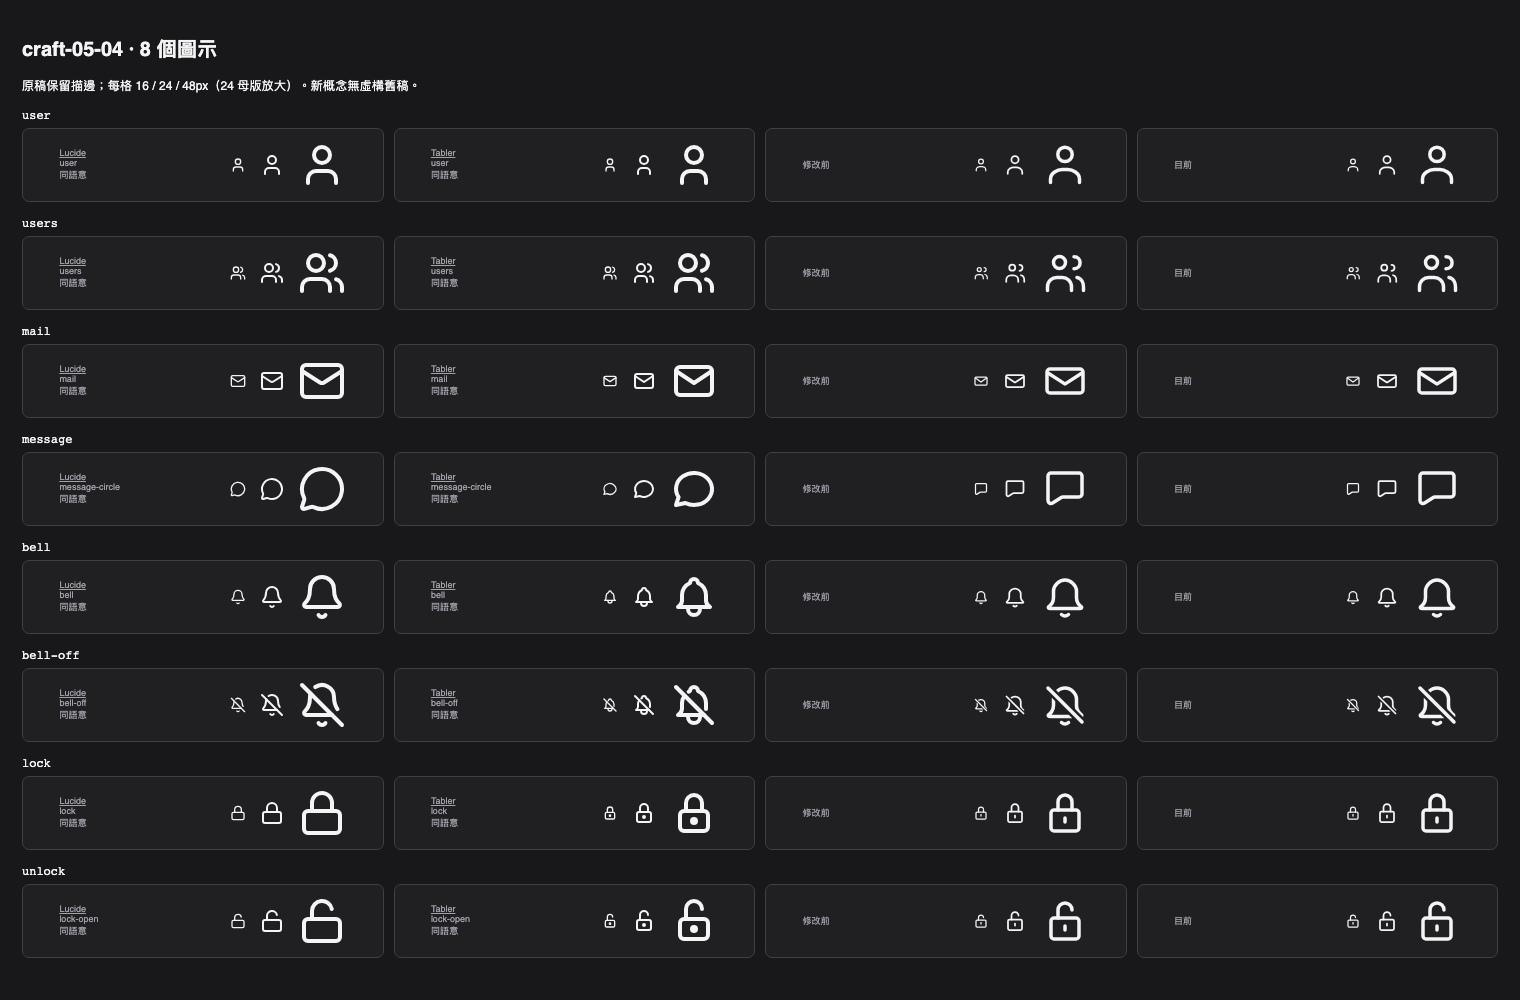 craft-05-04 · 8 個圖示
原稿保留描邊；每格 16 / 24 / 48px（24 母版放大）。新概念無虛構舊稿。
user
Lucide
user
同語意
Tabler
user
同語意
修改前
目前
users
Lucide
users
同語意
Tabler
users
同語意
修改前
目前
mail
Lucide
mail
同語意
Tabler
mail
同語意
修改前
目前
message
Lucide
message-circle
同語意
Tabler
message-circle
同語意
修改前
目前
bell
Lucide
bell
同語意
Tabler
bell
同語意
修改前
目前
bell-off
Lucide
bell-off
同語意
Tabler
bell-off
同語意
修改前
目前
lock
Lucide
lock
同語意
Tabler
lock
同語意
修改前
目前
unlock
Lucide
lock-open
同語意
Tabler
lock-open
同語意
修改前
目前